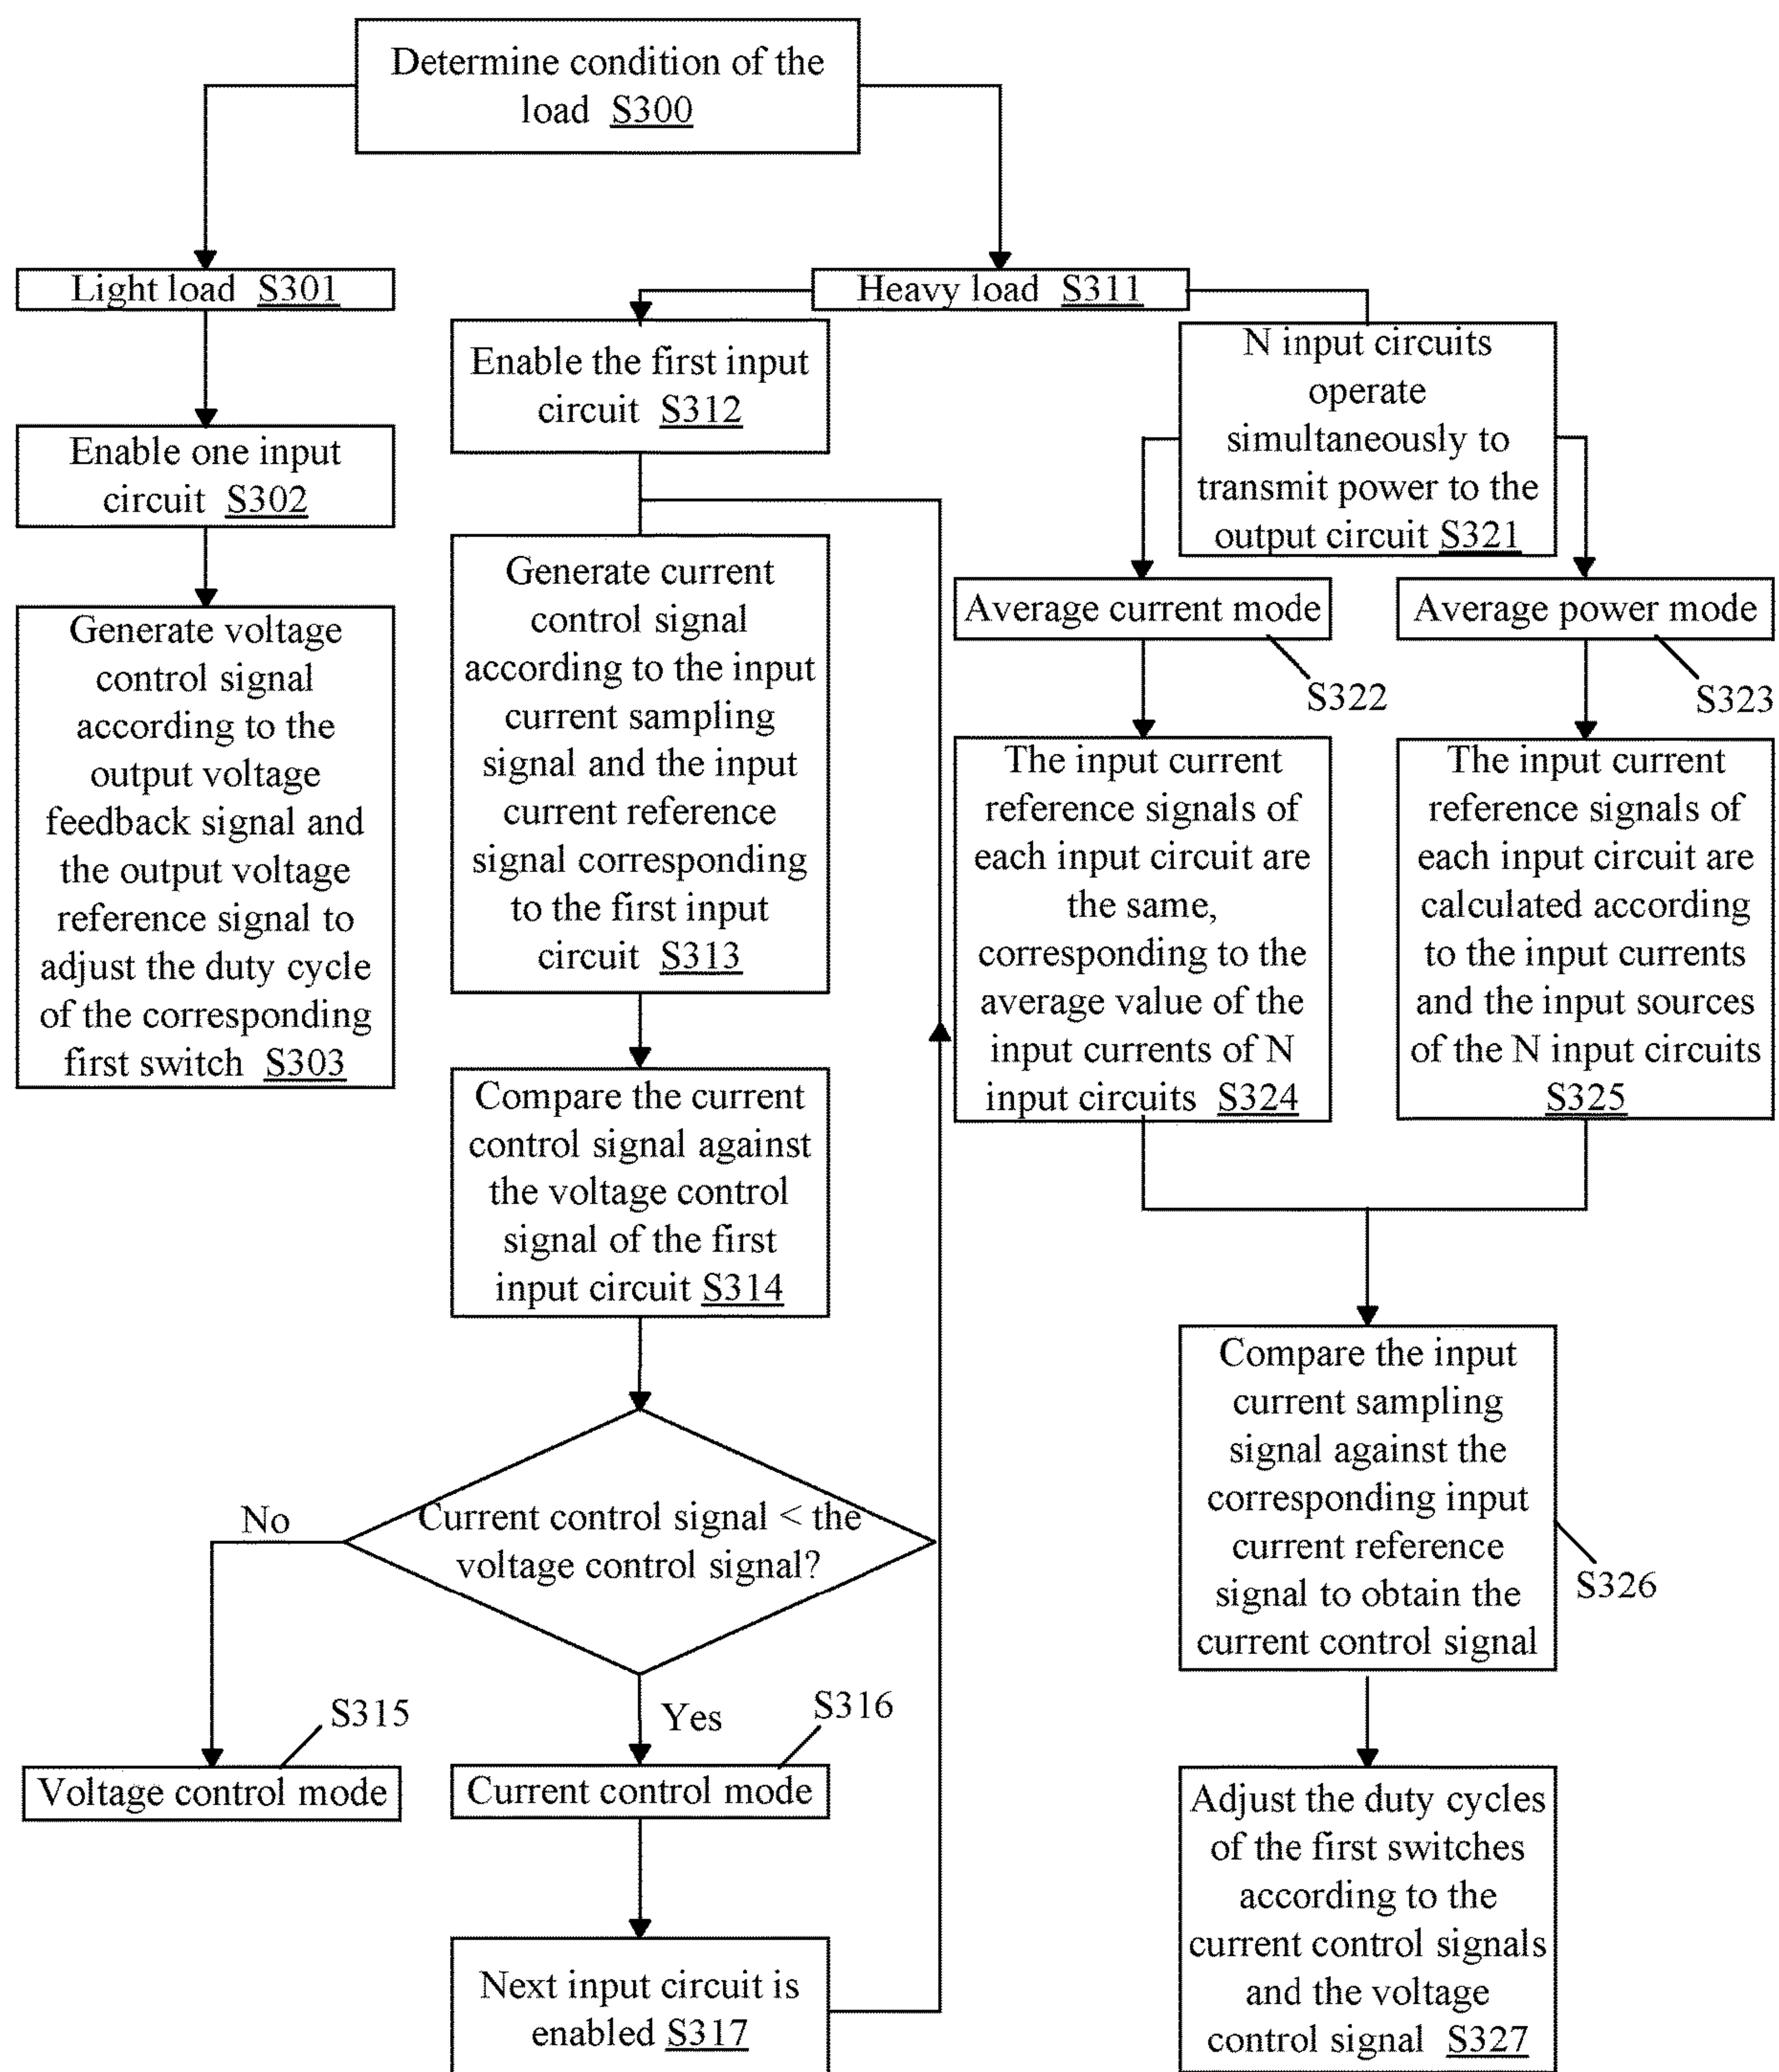 Determine condition of the
load S300
Light load S301
Heavy load S311
Enable one input
circuit S302
Generate voltage
control signal
according to the
output voltage
feedback signal and
the output voltage
reference signal to
adjust the duty cycle
of the corresponding
first switch S303
Enable the first input
circuit S312
Generate current
control signal
according to the input
current sampling
signal and the input
current reference
signal corresponding
to the first input
circuit S313
Compare the current
control signal against
the voltage control
signal of the first
input circuit S314
Current control signal < the
voltage control signal?
No
Yes
S315
Voltage control mode
S316
Current control mode
Next input circuit is
enabled S317
N input circuits
operate
simultaneously to
transmit power to the
output circuit S321
Average current mode
S322
Average power mode
S323
The input current
reference signals of
each input circuit are
the same,
corresponding to the
average value of the
input currents of N
input circuits S324
The input current
reference signals of
each input circuit are
calculated according
to the input currents
and the input sources
of the N input circuits
S325
Compare the input
current sampling
signal against the
corresponding input
current reference
signal to obtain the
current control signal
S326
Adjust the duty cycles
of the first switches
according to the
current control signals
and the voltage
control signal S327